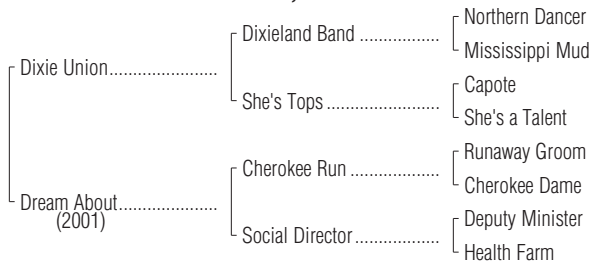 Northern Dancer
Dixieland Band ..................
Mississippi Mud
Dixie Union........................
Capote
She's Tops .........................
She's a Talent
Runaway Groom
Cherokee Run ....................
Cherokee Dame
Dream About......................
(2001)
Deputy Minister
Social Director...................
Health Farm